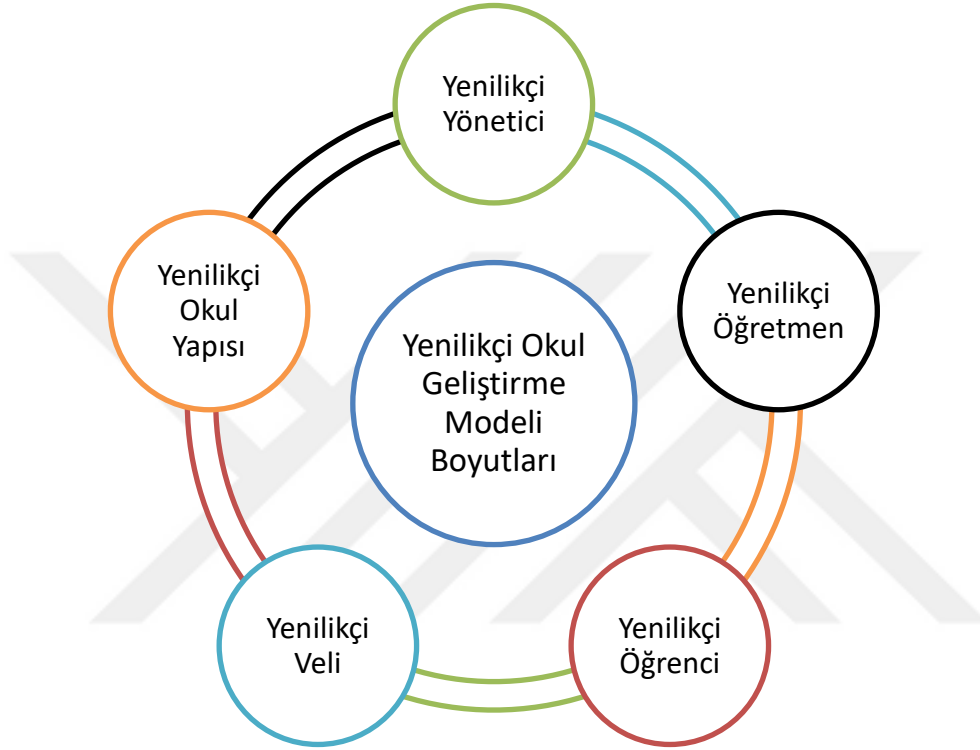 Yenilikçi
Yönetici
Yenilikçi
Öğretmen
Yenilikçi
Öğrenci
Yenilikçi
Veli
Yenilikçi
Okul
Yapısı
Yenilikçi Okul
Geliştirme
Modeli
Boyutları